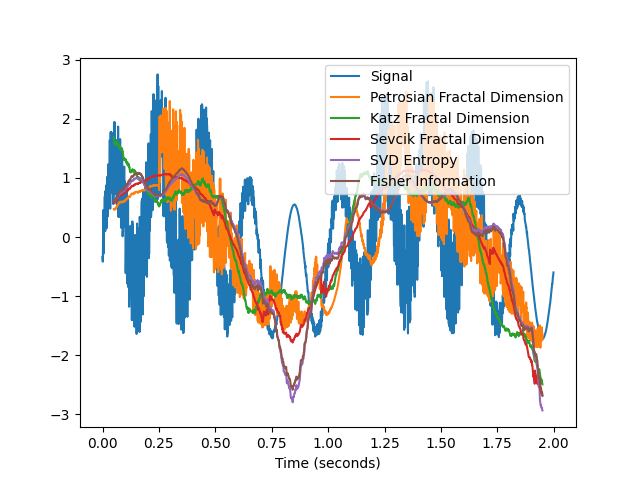 3
2
1
0
−1
−2
−3
Signal
Petrosian Fractal Dimension
Katz Fractal Dimension
Sevcik Fractal Dimension
SVD Entropy
Fisher Information
0.00 0.25 0.50 0.75 1.00 1.25 1.50 1.75 2.00
Time (seconds)